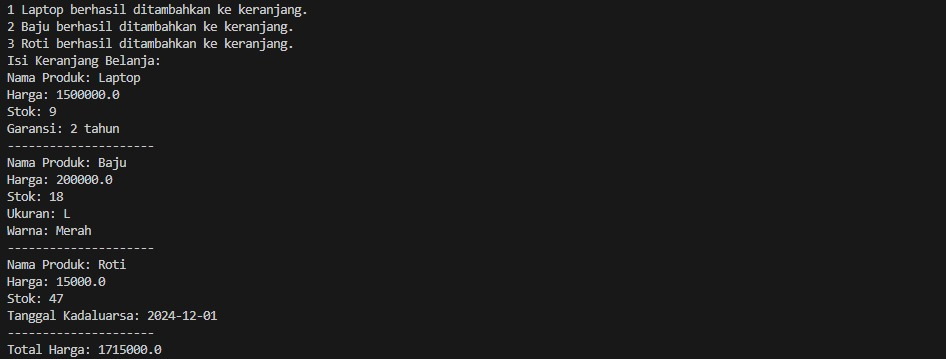 1 Laptop berhasil ditambahkan ke keranjang.
2 Baju berhasil ditambahkan ke keranjang.
3 Roti berhasil ditambahkan ke keranjang.
Isi Keranjang Belanja:
Nama Produk: Laptop
Harga: 1500000.0
Stok: 9
Garansi: 2 tahun
---------------------
Nama Produk: Baju
Harga: 200000.0
Stok: 18
Ukuran: L
Warna: Merah
---------------------
Nama Produk: Roti
Harga: 15000.0
Stok: 47
Tanggal Kadaluarsa: 2024-12-01
---------------------
Total Harga: 1715000.0